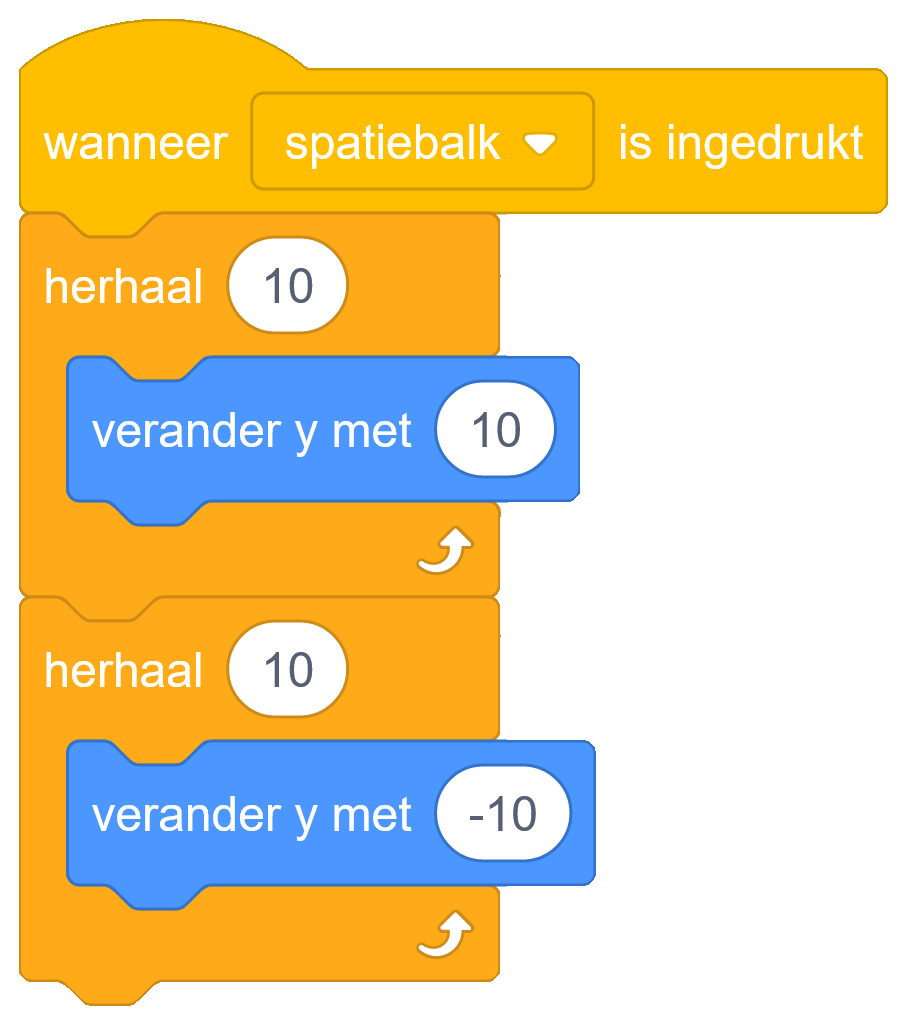 wanneer spatiebalk is ingedrukt
herhaal 10
verander y met 10
herhaal 10
verander y met -10